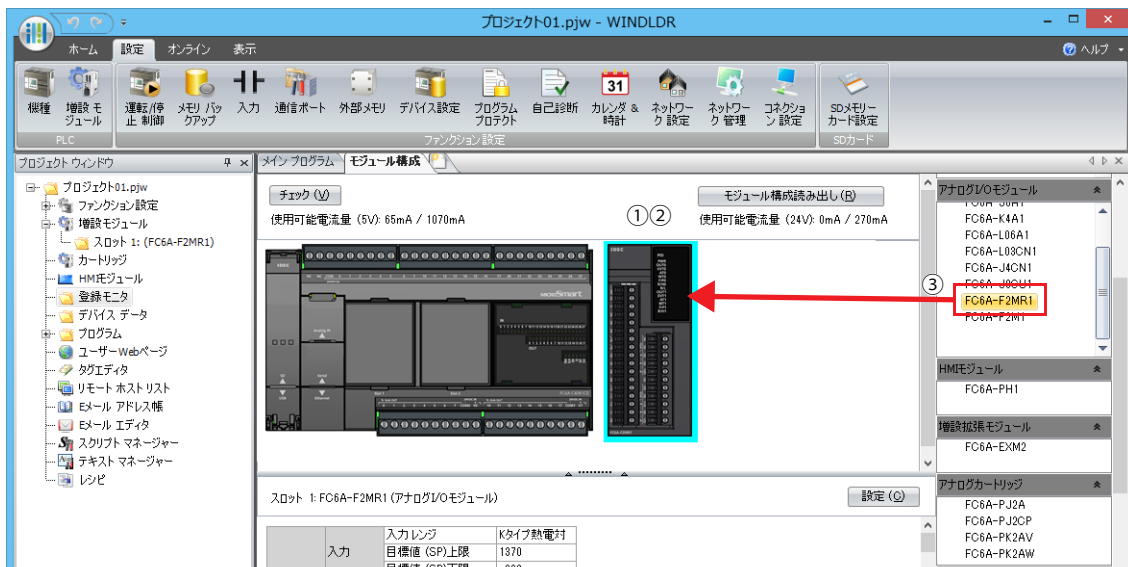 プロジェクト01.pjw - WINDLDR
ホーム 設定 オンライン 表示 ヘルプ
機種 増設 モジュール 運転/停止 制御 メモリ バックアップ 入力 通信ポート 外部メモリ デバイス設定 プログラム プロテクト 自己診断 カレンダ & 時計 ネットワーク 設定 ネットワーク 管理 コネクション 設定 SDメモリーカード設定
PLC ファンクション設定 SDカード
31
プロジェクト ウィンドウ
プロジェクト01.pjw
ファンクション設定
増設モジュール
スロット 1: (FC6A-F2MR1)
カートリッジ
HMIモジュール
登録モニタ
デバイス データ
プログラム
ユーザー Webページ
タグエディタ
リモート ホスト リスト
Eメール アドレス帳
Eメール エディタ
スクリプト マネージャー
テキスト マネージャー
レシピ
メイン プログラム モジュール構成
チェック (V) モジュール構成読み出し(R)
使用可能電流量 (5V): 65mA / 1070mA ①② 使用可能電流量 (24V): 0mA / 270mA
MICROSmart
③
スロット 1: FC6A-F2MR1 (アナログI/Oモジュール) 設定 (C)
入力 入力レンジ Kタイプ熱電対
目標値 (SP)上限 1370
アナログI/Oモジュール
FC6A-K4A1
FC6A-L06A1
FC6A-L03CN1
FC6A-J4CN1
FC6A-F2MR1
FC6A-F2M1
HMIモジュール
FC6A-PH1
増設拡張モジュール
FC6A-EXM2
アナログカートリッジ
FC6A-PJ2A
FC6A-PJ2CP
FC6A-PK2AV
FC6A-PK2AW